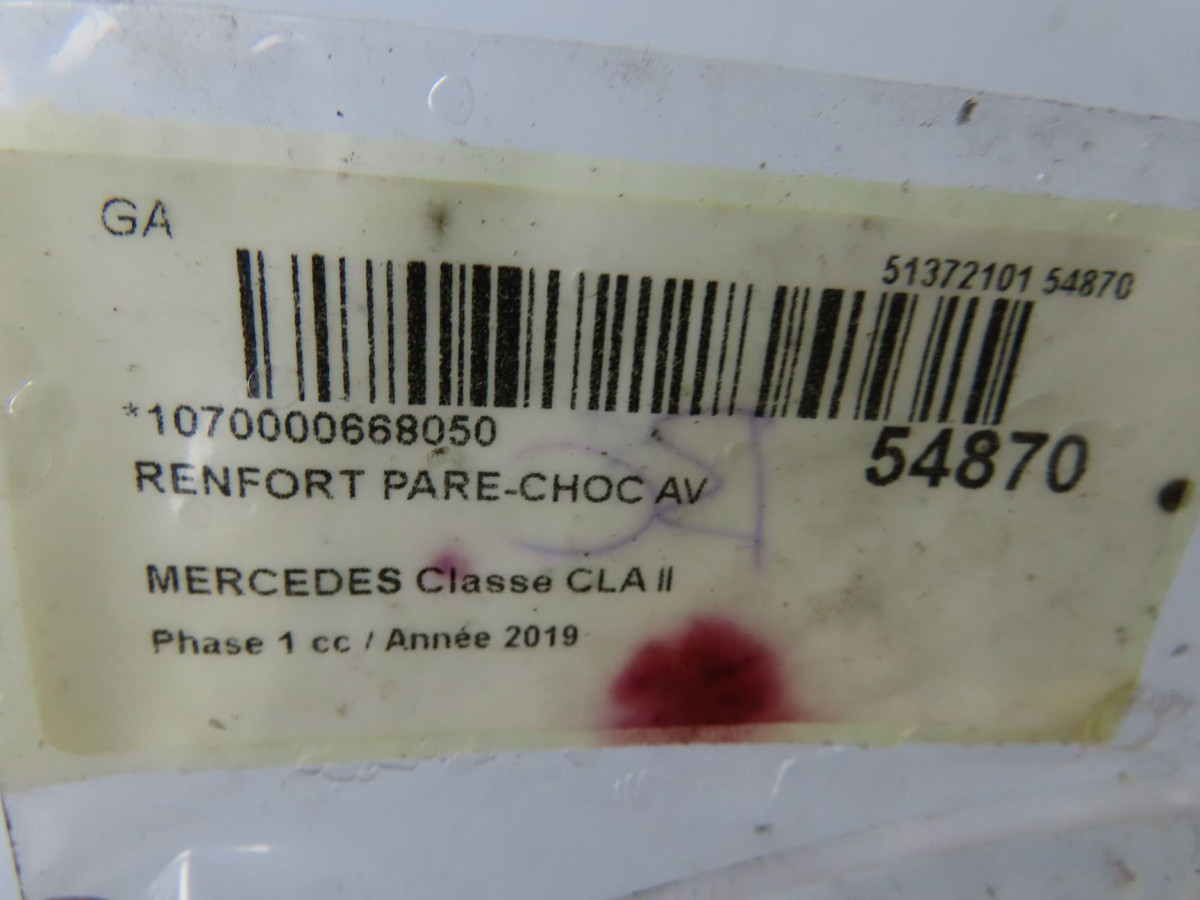 GA
51372101 54870
*1070000668050
54870
RENFORT PARE-CHOC AV
MERCEDES Classe CLA II
Phase 1 cc / Année 2019